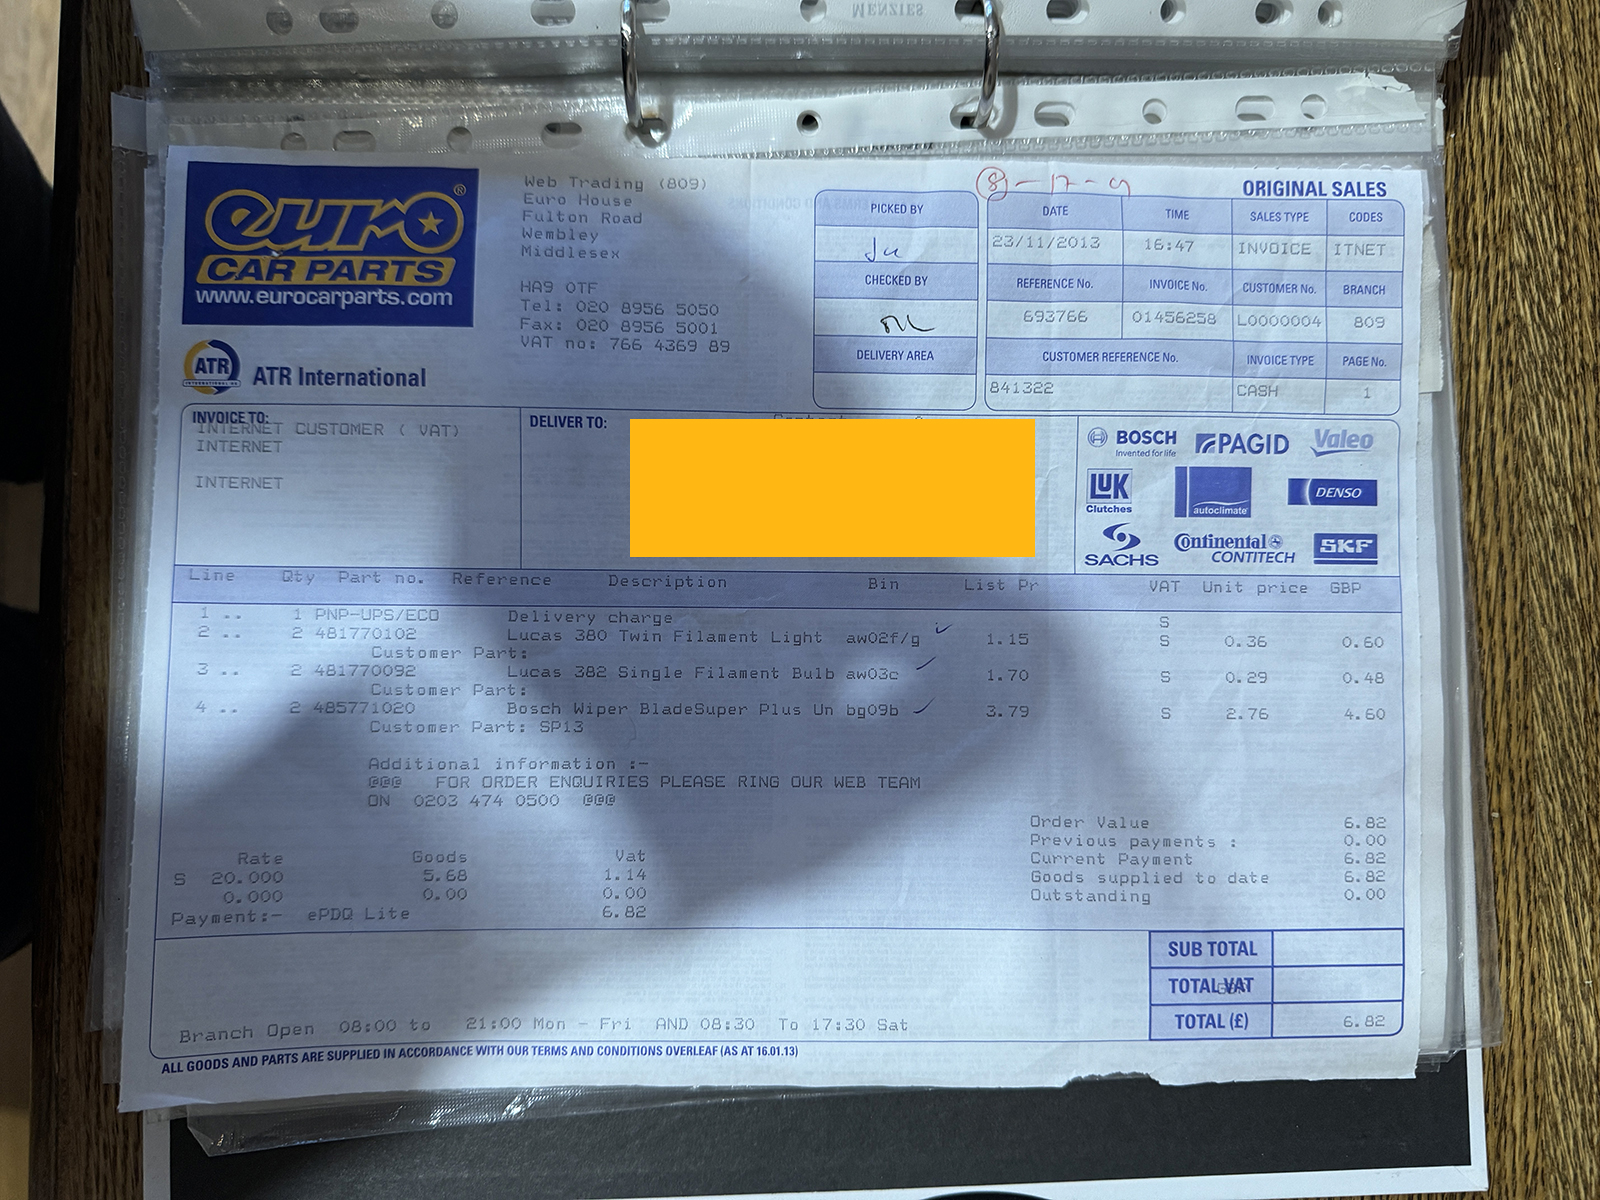 MENZIES
euro®
CAR PARTS
www.eurocarparts.com
ATR
INTERNATIONAL AG
ATR International
Web Trading (809)
Euro House
Fulton Road
Wembley
Middlesex
HA9 0TF
Tel: 020 8956 5050
Fax: 020 8956 5001
VAT no: 766 4369 89
8
ORIGINAL SALES
PICKED BY
CHECKED BY
DELIVERY AREA
DATE TIME SALES TYPE CODES
23/11/2013 16:47 INVOICE ITNET
REFERENCE No. INVOICE No. CUSTOMER No. BRANCH
693766 01456258 L0000004 809
CUSTOMER REFERENCE No. INVOICE TYPE PAGE No.
841322 CASH 1
INVOICE TO:
INTERNET CUSTOMER ( VAT)
INTERNET
INTERNET
DELIVER TO:
BOSCH
Invented for life
PAGID
Valeo
LUK
Clutches
autoclimate
DENSO
SACHS
Continental
CONTITECH
SKF
Line Qty Part no. Reference Description Bin List Pr VAT Unit price GBP
1 .. 1 PNP-UPS/ECO Delivery charge S
2 .. 2 481770102 Lucas 380 Twin Filament Light aw02f/g 1.15 S 0.36 0.60
Customer Part:
3 .. 2 481770092 Lucas 382 Single Filament Bulb aw03c 1.70 S 0.29 0.48
Customer Part:
4 .. 2 485771020 Bosch Wiper BladeSuper Plus Un bg09b 3.79 S 2.76 4.60
Customer Part: SP13
Additional information :-
@@@ FOR ORDER ENQUIRIES PLEASE RING OUR WEB TEAM
ON 0203 474 0500 @@@
Order Value 6.82
Previous payments : 0.00
Current Payment 6.82
Goods supplied to date 6.82
Outstanding 0.00
Rate Goods Vat
S 20.000 5.68 1.14
0.000 0.00 0.00
Payment:- ePDQ Lite 6.82
SUB TOTAL
TOTAL VAT
TOTAL (£) 6.82
Branch Open 08:00 to 21:00 Mon - Fri AND 08:30 To 17:30 Sat
ALL GOODS AND PARTS ARE SUPPLIED IN ACCORDANCE WITH OUR TERMS AND CONDITIONS OVERLEAF (AS AT 16.01.13)